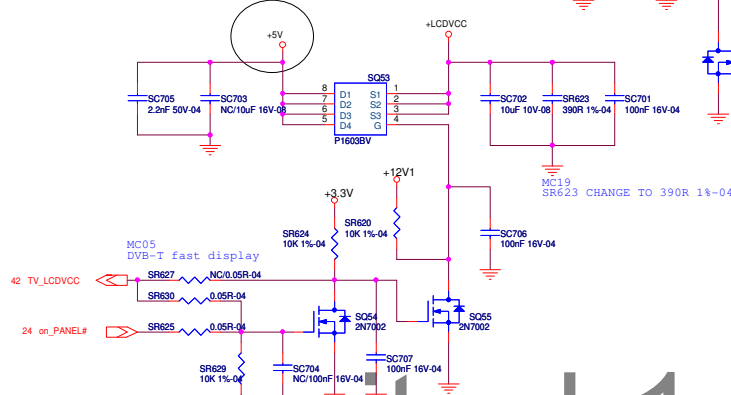 +5V
+LCDVCC
SQ53
8 D1 S1 1
7 D2 S2 2
6 D3 S3 3
5 D4 G 4
P1603BV
SC705
2.2nF 50V-04
SC703
NC/10uF 16V-08
SC702
10uF 10V-08
SR623
390R 1%-04
SC701
100nF 16V-04
MC19
SR623 CHANGE TO 390R 1%-04
+12V1
+3.3V
SR624
10K 1%-04
SR620
10K 1%-04
SC706
100nF 16V-04
MC05
DVB-T fast display
42 TV_LCDVCC
SR627 NC/0.05R-04
SR630 0.05R-04
24 on_PANEL#
SR625 0.05R-04
SQ54
2N7002
SQ55
2N7002
SR629
10K 1%-04
SC704
NC/100nF 16V-04
SC707
100nF 16V-04